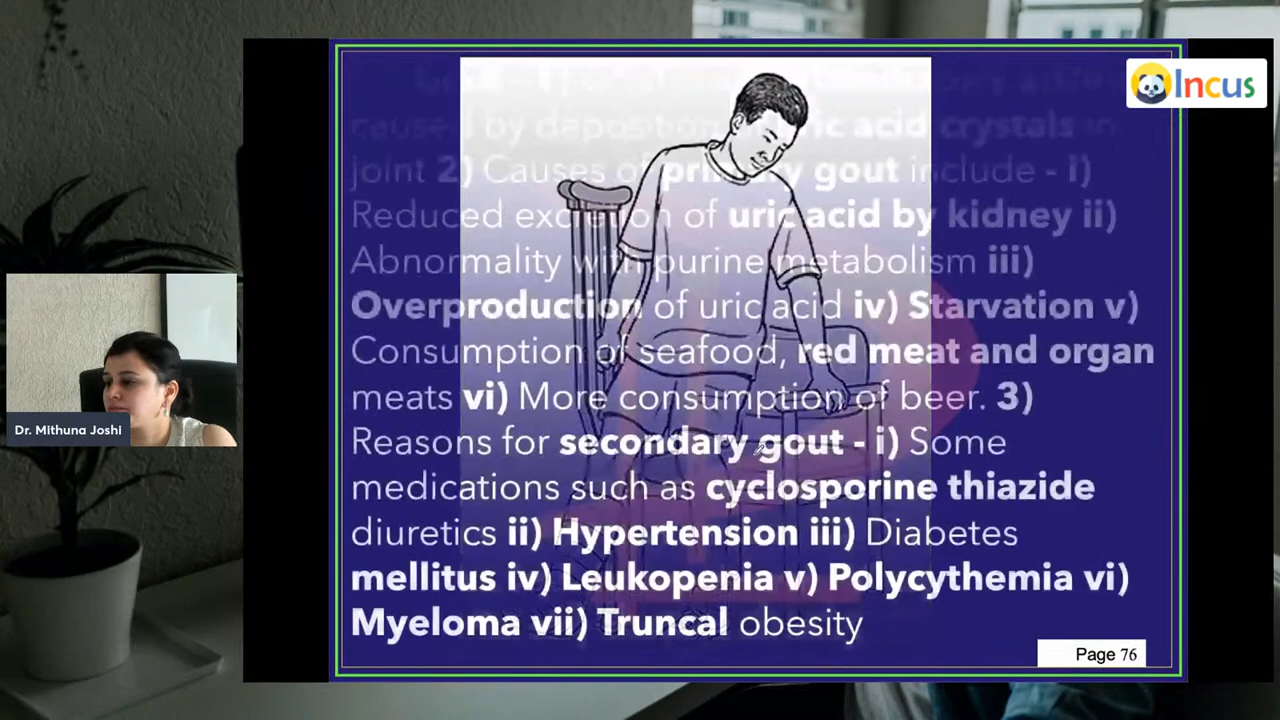 Incus
caused by deposition uric acid crystals in
joint 2) Causes of primary gout include - i)
Reduced excretion of uric acid by kidney ii)
Abnormality with purine metabolism iii)
Overproduction of uric acid iv) Starvation v)
Consumption of seafood, red meat and organ
meats vi) More consumption of beer. 3)
Reasons for secondary gout - i) Some
medications such as cyclosporine thiazide
diuretics ii) Hypertension iii) Diabetes
mellitus iv) Leukopenia v) Polycythemia vi)
Myeloma vii) Truncal obesity
Page 76
Dr. Mithuna Joshi